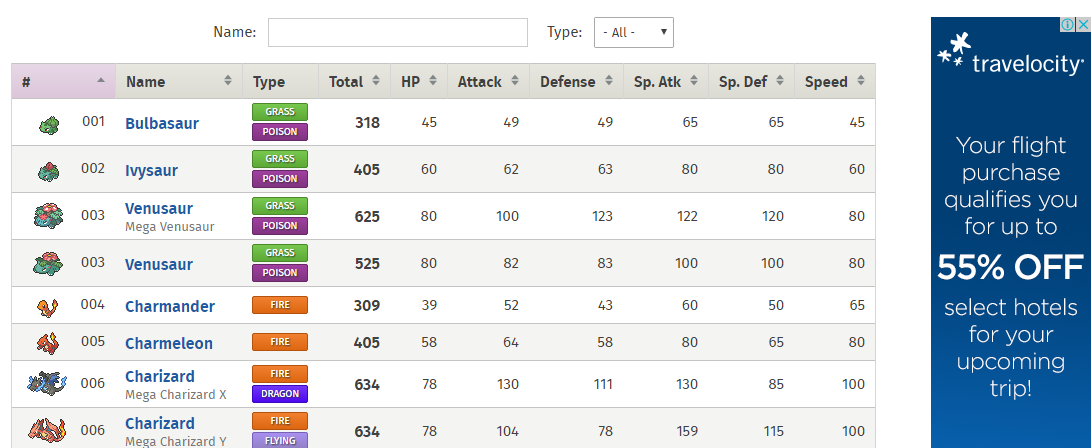 Name: Type: - All -
# Name Type Total HP Attack Defense Sp. Atk Sp. Def Speed
001 Bulbasaur GRASS POISON 318 45 49 49 65 65 45
002 Ivysaur GRASS POISON 405 60 62 63 80 80 60
003 Venusaur Mega Venusaur GRASS POISON 625 80 100 123 122 120 80
003 Venusaur GRASS POISON 525 80 82 83 100 100 80
004 Charmander FIRE 309 39 52 43 60 50 65
005 Charmeleon FIRE 405 58 64 58 80 65 80
006 Charizard Mega Charizard X FIRE DRAGON 634 78 130 111 130 85 100
006 Charizard Mega Charizard Y FIRE FLYING 634 78 104 78 159 115 100
travelocity
Your flight
purchase
qualifies you
for up to
55% OFF
select hotels
for your
upcoming
trip!